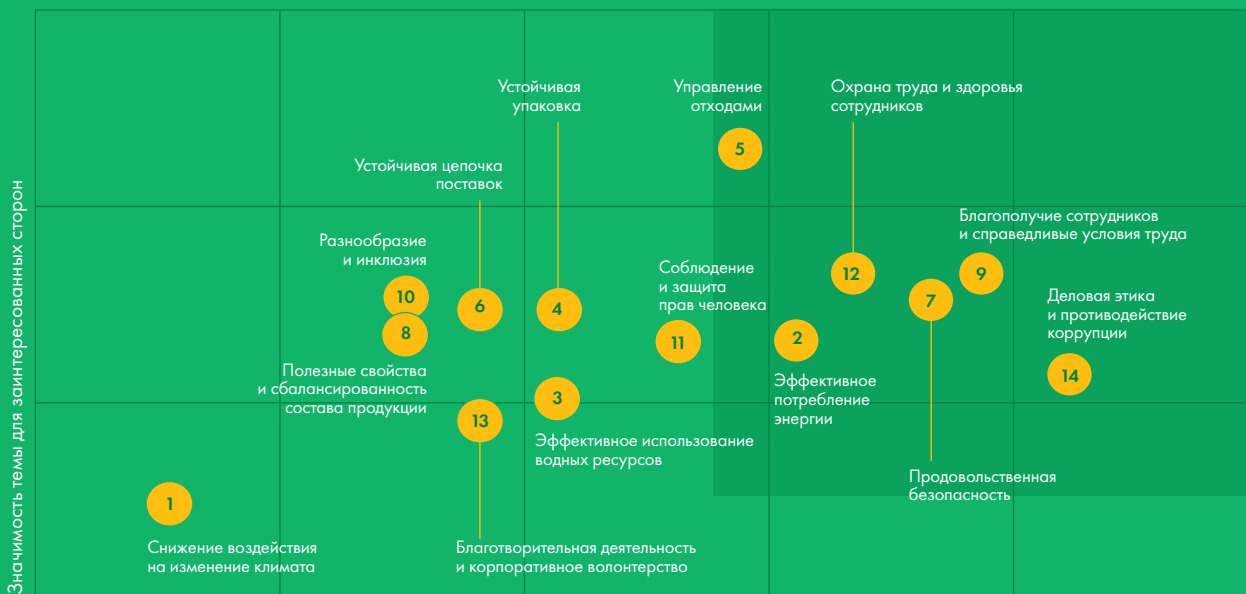 Значимость темы для заинтересованных сторон
Устойчивая
упаковка
Управление
отходами
Охрана труда и здоровья
сотрудников
5
Устойчивая цепочка
поставок
Благополучие сотрудников
и справедливые условия труда
Разнообразие
и инклюзия
Соблюдение
и защита
прав человека
12
9
10
6
4
7
Деловая этика
и противодействие
коррупции
8
11
2
14
Полезные свойства
и сбалансированность
состава продукции
Эффективное
потребление
энергии
3
13
Эффективное использование
водных ресурсов
Продовольственная
безопасность
1
Снижение воздействия
на изменение климата
Благотворительная деятельность
и корпоративное волонтерство